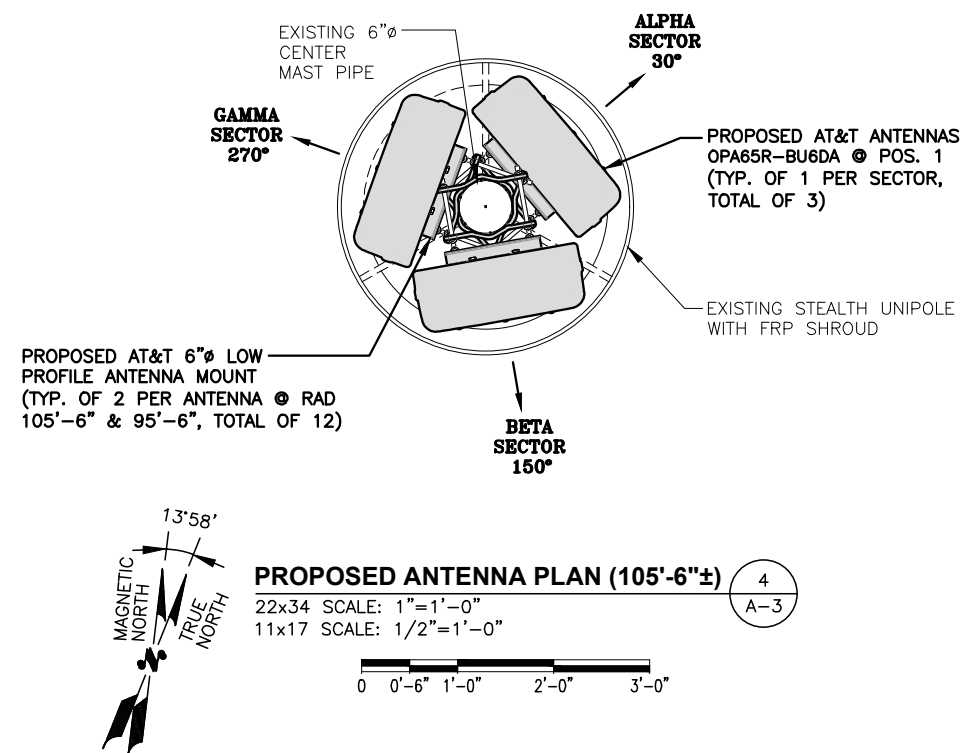 EXISTING 6"ø
CENTER
MAST PIPE
ALPHA
SECTOR
30°
GAMMA
SECTOR
270°
PROPOSED AT&T ANTENNAS
OPA65R-BU6DA @ POS. 1
(TYP. OF 1 PER SECTOR,
TOTAL OF 3)
EXISTING STEALTH UNIPOLE
WITH FRP SHROUD
PROPOSED AT&T 6"ø LOW
PROFILE ANTENNA MOUNT
(TYP. OF 2 PER ANTENNA @ RAD
105'-6" & 95'-6", TOTAL OF 12)
BETA
SECTOR
150°
13°58'
MAGNETIC
NORTH
TRUE
NORTH
N
PROPOSED ANTENNA PLAN (105'-6"±)
4
A-3
22x34 SCALE: 1"=1'-0"
11x17 SCALE: 1/2"=1'-0"
0 0'-6" 1'-0" 2'-0" 3'-0"